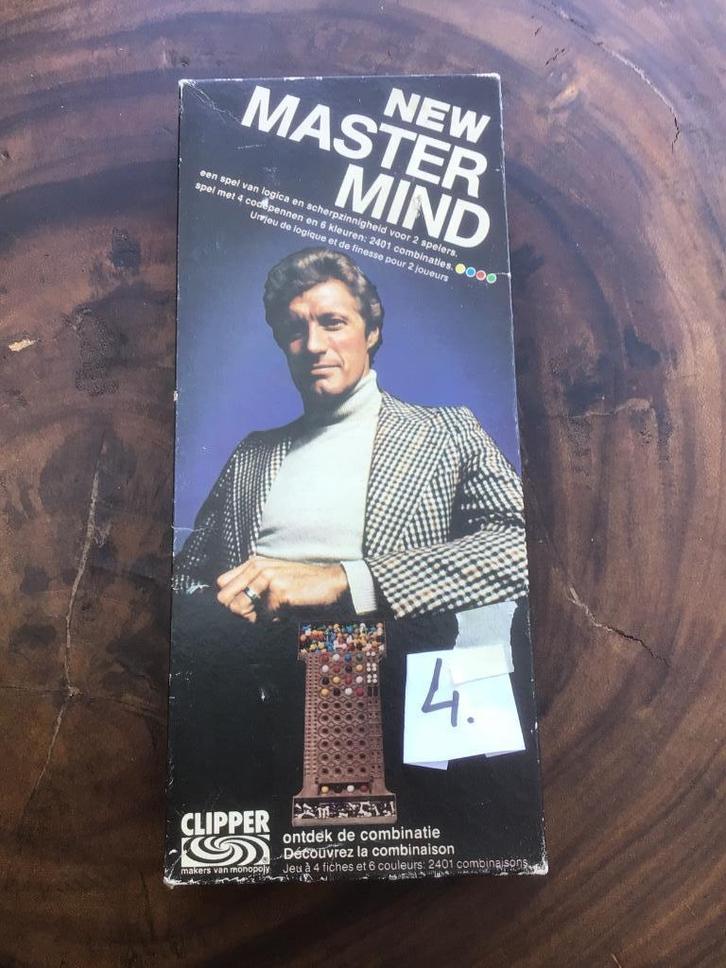 NEW
MASTER
MIND
een spel van logica en scherpzinnigheid voor 2 spelers.
spel met 4 codepennen en 6 kleuren: 2401 combinaties.
Un jeu de logique et de finesse pour 2 joueurs
4.
CLIPPER
makers van monopoly
ontdek de combinatie
Découvrez la combinaison
Jeu à 4 fiches et 6 couleurs: 2401 combinaisons